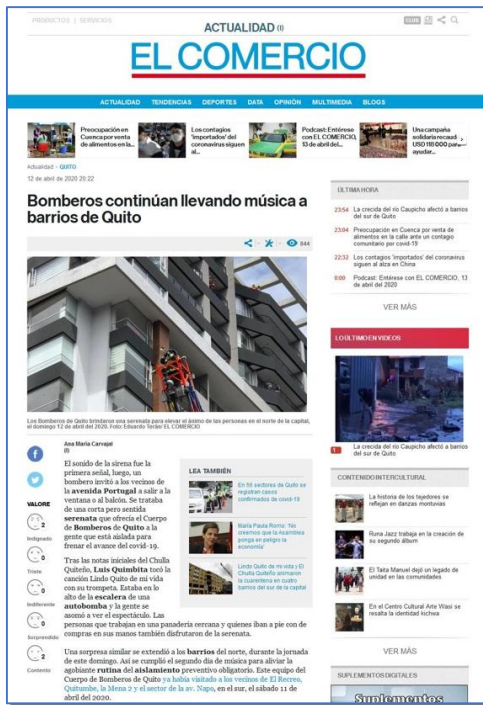 PRODUCTOS | SERVICIOS
ACTUALIDAD (I)
CLUB
EL COMERCIO
ACTUALIDAD TENDENCIAS DEPORTES DATA OPINIÓN MULTIMEDIA BLOGS
Preocupación en
Cuenca por venta
de alimentos en la...
Los contagios
'importados' del
coronavirus siguen
al...
Podcast: Entérese
con EL COMERCIO,
13 de abril del...
Una campaña
solidaria recaudó
USD 118 000 para
ayudar...
Actualidad - QUITO
12 de abril de 2020 20:22
Bomberos continúan llevando música a
barrios de Quito
844
Los Bomberos de Quito brindaron una serenata para elevar el ánimo de las personas en el norte de la capital,
el domingo 12 de abril del 2020. Foto: Eduardo Terán/ EL COMERCIO
Ana María Carvajal
(I)
El sonido de la sirena fue la
primera señal, luego, un
bombero invitó a los vecinos de
la avenida Portugal a salir a la
ventana o al balcón. Se trataba
de una corta pero sentida
serenata que ofrecía el Cuerpo
de Bomberos de Quito a la
gente que está aislada para
frenar el avance del covid-19.
Tras las notas iniciales del Chulla
Quiteño, Luis Quimbita tocó la
canción Lindo Quito de mi vida
con su trompeta. Estaba en lo
alto de la escalera de una
autobomba y la gente se
asomó a ver el espectáculo. Las
personas que trabajan en una panadería cercana y quienes iban a pie con de
compras en sus manos también disfrutaron de la serenata.
Una sorpresa similar se extendió a los barrios del norte, durante la jornada
de este domingo. Así se cumplió el segundo día de música para aliviar la
agobiante rutina del aislamiento preventivo obligatorio. Este equipo del
Cuerpo de Bomberos de Quito ya había visitado a los vecinos de El Recreo,
Quitumbe, la Mena 2 y el sector de la av. Napo, en el sur, el sábado 11 de
abril del 2020.
VALORE
2
Indignado
0
Triste
0
Indiferente
0
Sorprendido
2
Contento
LEA TAMBIÉN
En 55 sectores de Quito se
registran casos
confirmados de covid-19
María Paula Romo: 'No
creemos que la Asamblea
ponga en peligro la
economía'
Lindo Quito de mi vida y El
Chulla Quiteño animaron
la cuarentena en cuatro
barrios del sur de la capital
ÚLTIMA HORA
23:54 La crecida del río Caupicho afectó a barrios
del sur de Quito
23:04 Preocupación en Cuenca por venta de
alimentos en la calle ante un contagio
comunitario por covid-19
22:32 Los contagios 'importados' del coronavirus
siguen al alza en China
0:00 Podcast: Entérese con EL COMERCIO, 13
de abril del 2020
VER MÁS
LO ÚLTIMO EN VIDEOS
1
La crecida del río Caupicho afectó a barrios
del sur de Quito
CONTENIDO INTERCULTURAL
La historia de los tejedores se
reflejan en danzas montuvias
Runa Jazz trabaja en la creación de
su segundo álbum
El Taita Manuel dejó un legado de
unidad en las comunidades
En el Centro Cultural Arte Wasi se
resalta la identidad kichwa
VER MÁS
SUPLEMENTOS DIGITALES
Suplementos